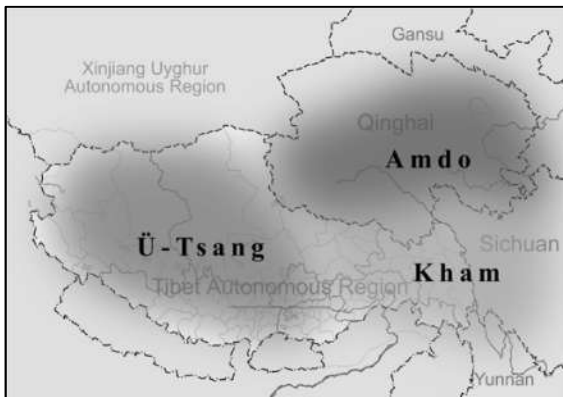 Gansu
Xinjiang Uyghur
Autonomous Region
Qinghai
Amdo
Ü-Tsang
Sichuan
Kham
Tibet Autonomous Region
Yunnan